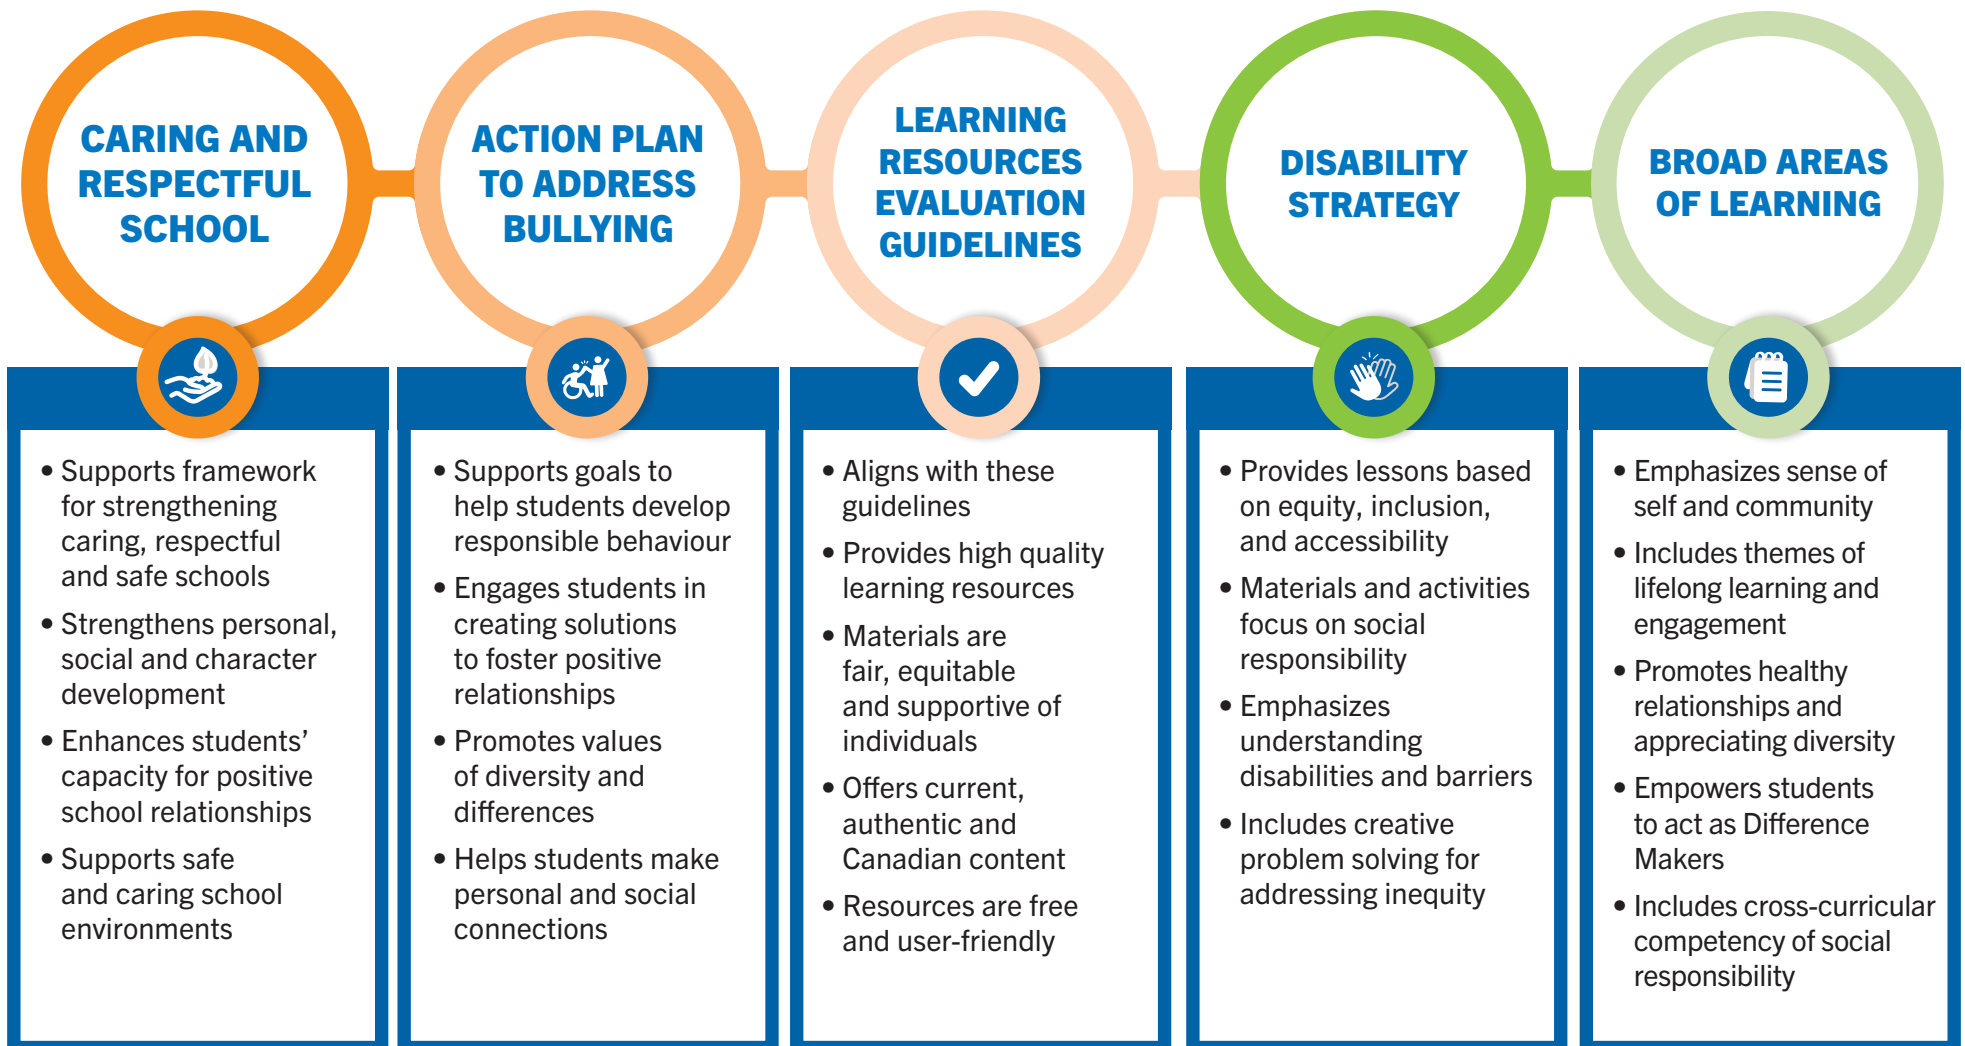 CARING AND
RESPECTFUL
SCHOOL
• Supports framework
for strengthening
caring, respectful
and safe schools
• Strengthens personal,
social and character
development
• Enhances students’
capacity for positive
school relationships
• Supports safe
and caring school
environments
ACTION PLAN
TO ADDRESS
BULLYING
• Supports goals to
help students develop
responsible behaviour
• Engages students in
creating solutions
to foster positive
relationships
• Promotes values
of diversity and
differences
• Helps students make
personal and social
connections
LEARNING
RESOURCES
EVALUATION
GUIDELINES
• Aligns with these
guidelines
• Provides high quality
learning resources
• Materials are
fair, equitable
and supportive of
individuals
• Offers current,
authentic and
Canadian content
• Resources are free
and user-friendly
DISABILITY
STRATEGY
• Provides lessons based
on equity, inclusion,
and accessibility
• Materials and activities
focus on social
responsibility
• Emphasizes
understanding
disabilities and barriers
• Includes creative
problem solving for
addressing inequity
BROAD AREAS
OF LEARNING
• Emphasizes sense of
self and community
• Includes themes of
lifelong learning and
engagement
• Promotes healthy
relationships and
appreciating diversity
• Empowers students
to act as Difference
Makers
• Includes cross-curricular
competency of social
responsibility